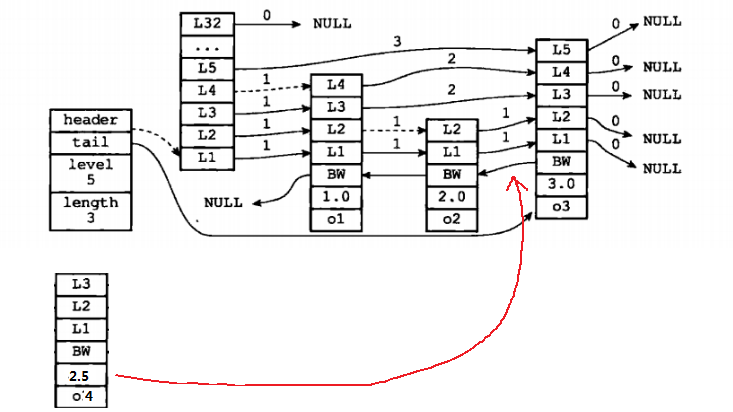 header
tail
level
5
length
3
L32
...
L5
L4
L3
L2
L1
0
NULL
3
1
1
1
1
L4
L3
L2
L1
BW
1.0
o1
NULL
2
2
1
1
L2
L1
BW
2.0
o2
1
1
L5
L4
L3
L2
L1
BW
3.0
o3
0
NULL
0
NULL
0
NULL
0
NULL
0
NULL
L3
L2
L1
BW
2.5
o4